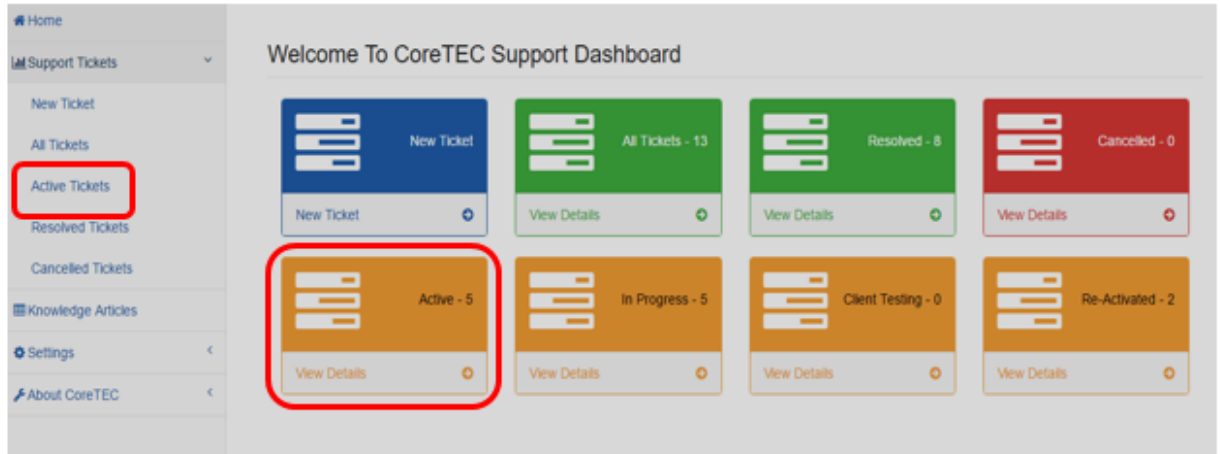 Home
Support Tickets
New Ticket
All Tickets
Active Tickets
Resolved Tickets
Cancelled Tickets
Knowledge Articles
Settings
About CoreTEC
Welcome To CoreTEC Support Dashboard
New Ticket
New Ticket
All Tickets - 13
View Details
Resolved - 8
View Details
Cancelled - 0
View Details
Active - 5
View Details
In Progress - 5
View Details
Client Testing - 0
View Details
Re-Activated - 2
View Details